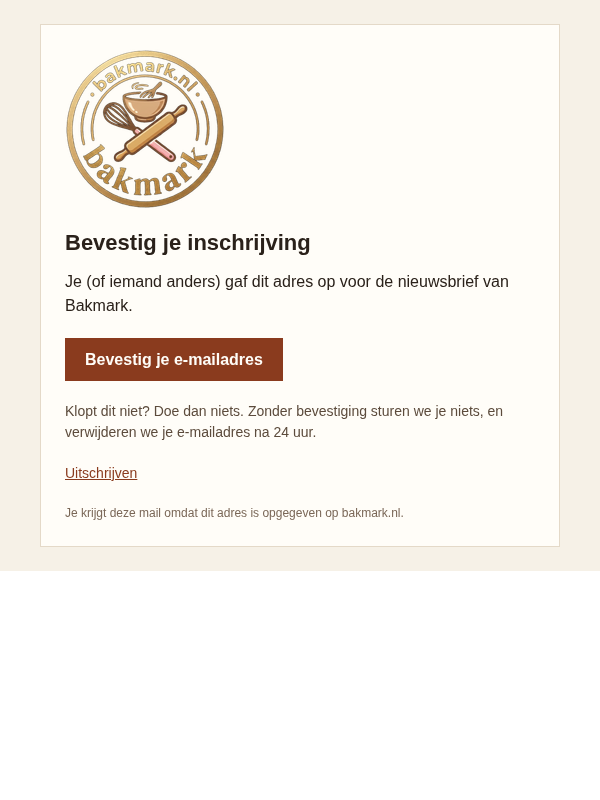 bakmark.nl
bakmark
Bevestig je inschrijving
Je (of iemand anders) gaf dit adres op voor de nieuwsbrief van
Bakmark.
Bevestig je e-mailadres
Klopt dit niet? Doe dan niets. Zonder bevestiging sturen we je niets, en
verwijderen we je e-mailadres na 24 uur.
Uitschrijven
Je krijgt deze mail omdat dit adres is opgegeven op bakmark.nl.